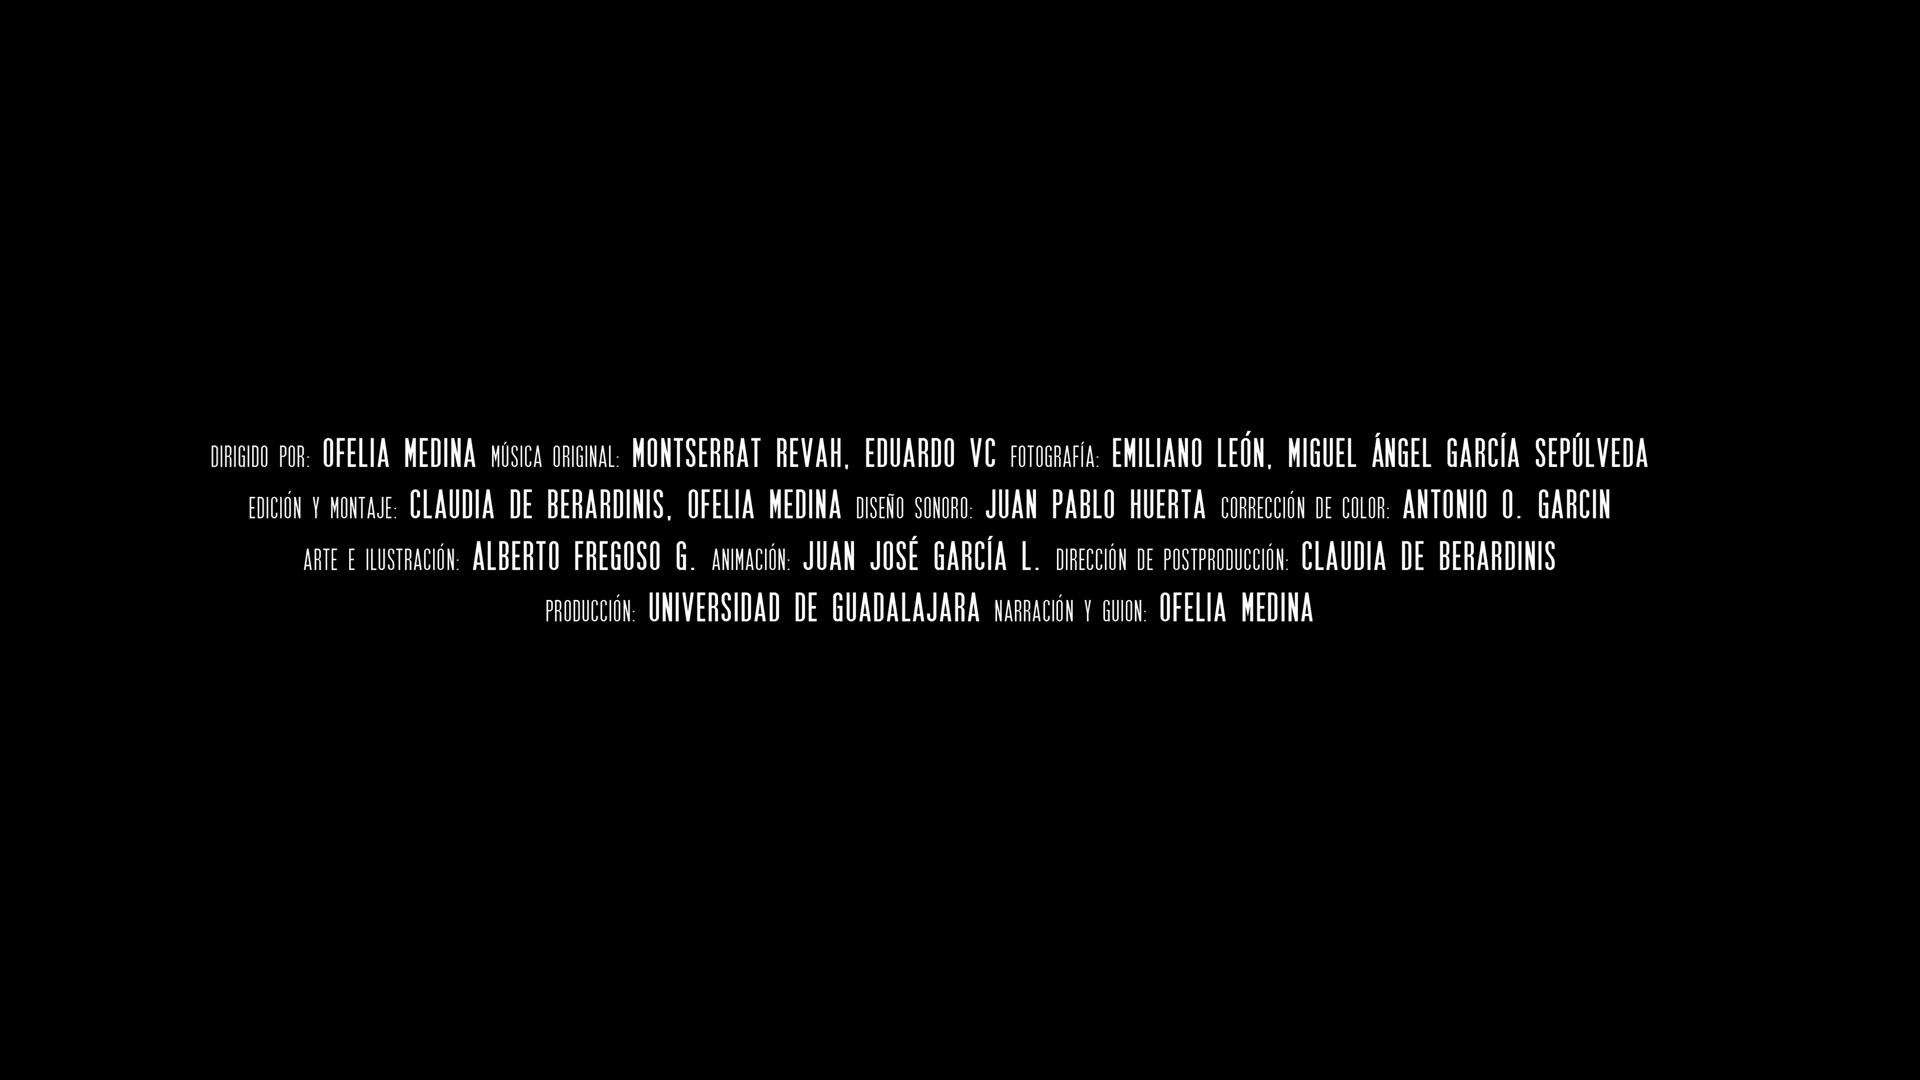 DIRIGIDO POR: OFELIA MEDINA MÚSICA ORIGINAL: MONTSERRAT REVAH, EDUARDO VC FOTOGRAFÍA: EMILIANO LEÓN, MIGUEL ÁNGEL GARCÍA SEPÚLVEDA
EDICIÓN Y MONTAJE: CLAUDIA DE BERARDINIS, OFELIA MEDINA DISEÑO SONORO: JUAN PABLO HUERTA CORRECCIÓN DE COLOR: ANTONIO O. GARCIN
ARTE E ILUSTRACIÓN: ALBERTO FREGOSO G. ANIMACIÓN: JUAN JOSÉ GARCÍA L. DIRECCIÓN DE POSTPRODUCCIÓN: CLAUDIA DE BERARDINIS
PRODUCCIÓN: UNIVERSIDAD DE GUADALAJARA NARRACIÓN Y GUION: OFELIA MEDINA